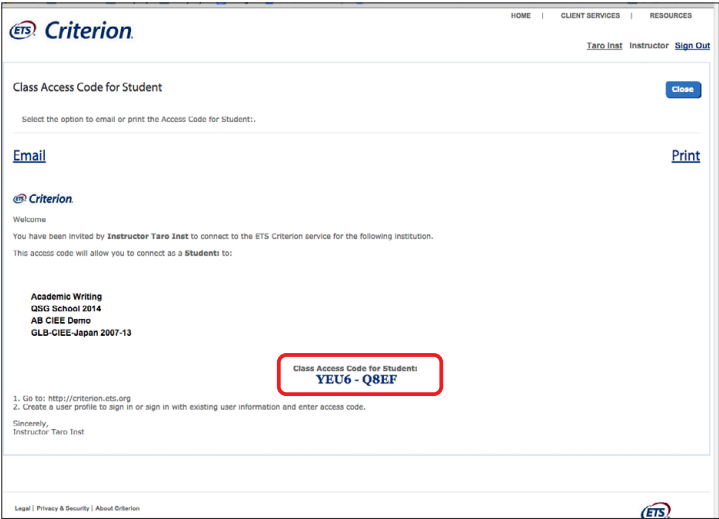 HOME | CLIENT SERVICES | RESOURCES
ETS Criterion.
Taro Inst Instructor Sign Out
Class Access Code for Student
Close
Select the option to email or print the Access Code for Student:.
Email Print
ETS Criterion.
Welcome
You have been invited by Instructor Taro Inst to connect to the ETS Criterion service for the following institution.
This access code will allow you to connect as a Student: to:
Academic Writing
QSG School 2014
AB CIEE Demo
GLB-CIEE-Japan 2007-13
Class Access Code for Student:
YEU6 - Q8EF
1. Go to: http://criterion.ets.org
2. Create a user profile to sign in or sign in with existing user information and enter access code.
Sincerely,
Instructor Taro Inst
Legal | Privacy & Security | About Criterion
ETS